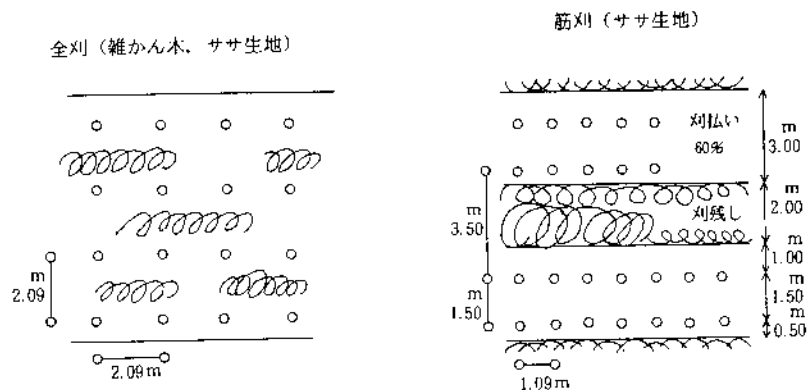 全刈（雑かん木、ササ生地）
m
2.09
2.09m
筋刈（ササ生地）
刈払い
60%
m
3.00
m
2.00
刈残し
m
3.50
m
1.00
m
1.50
m
1.50
m
0.50
1.09m